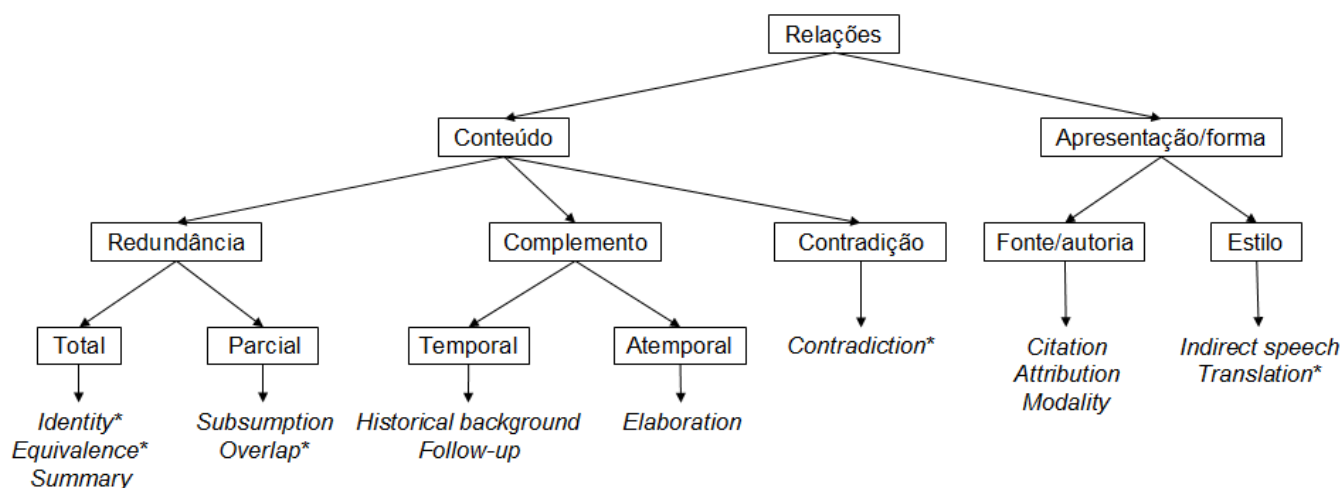 Relações
Conteúdo
Apresentação/forma
Redundância
Complemento
Contradição
Fonte/autoria
Estilo
Total
Parcial
Temporal
Atemporal
Contradiction*
Citation
Attribution
Modality
Indirect speech
Translation*
Identity*
Equivalence*
Summary
Subsumption
Overlap*
Historical background
Follow-up
Elaboration